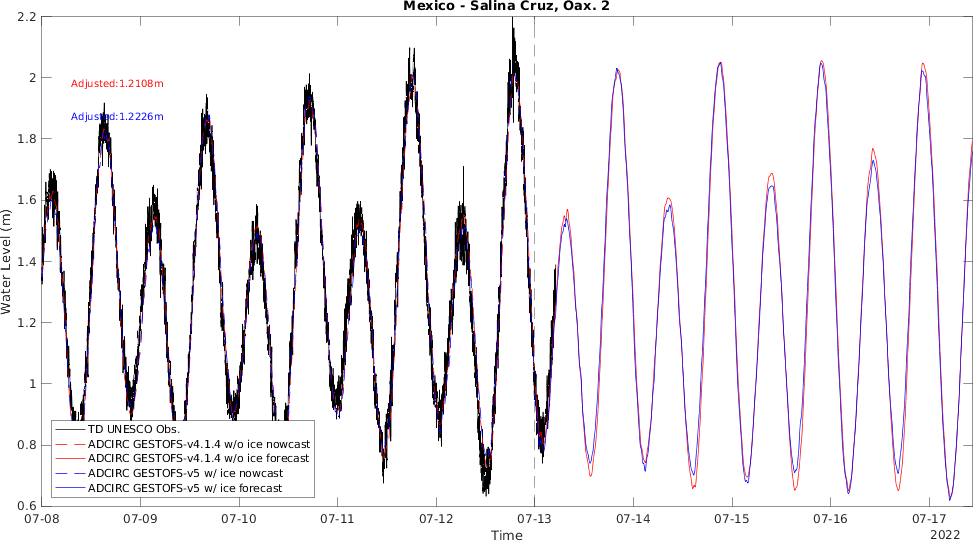 Mexico - Salina Cruz, Oax. 2
2.2
2
1.8
1.6
1.4
1.2
1
0.8
0.6
Water Level (m)
Adjusted:1.2108m
Adjusted:1.2226m
TD UNESCO Obs.
ADCIRC GESTOFS-v4.1.4 w/o ice nowcast
ADCIRC GESTOFS-v4.1.4 w/o ice forecast
ADCIRC GESTOFS-v5 w/ ice nowcast
ADCIRC GESTOFS-v5 w/ ice forecast
07-08 07-09 07-10 07-11 07-12 07-13 07-14 07-15 07-16 07-17
Time
2022